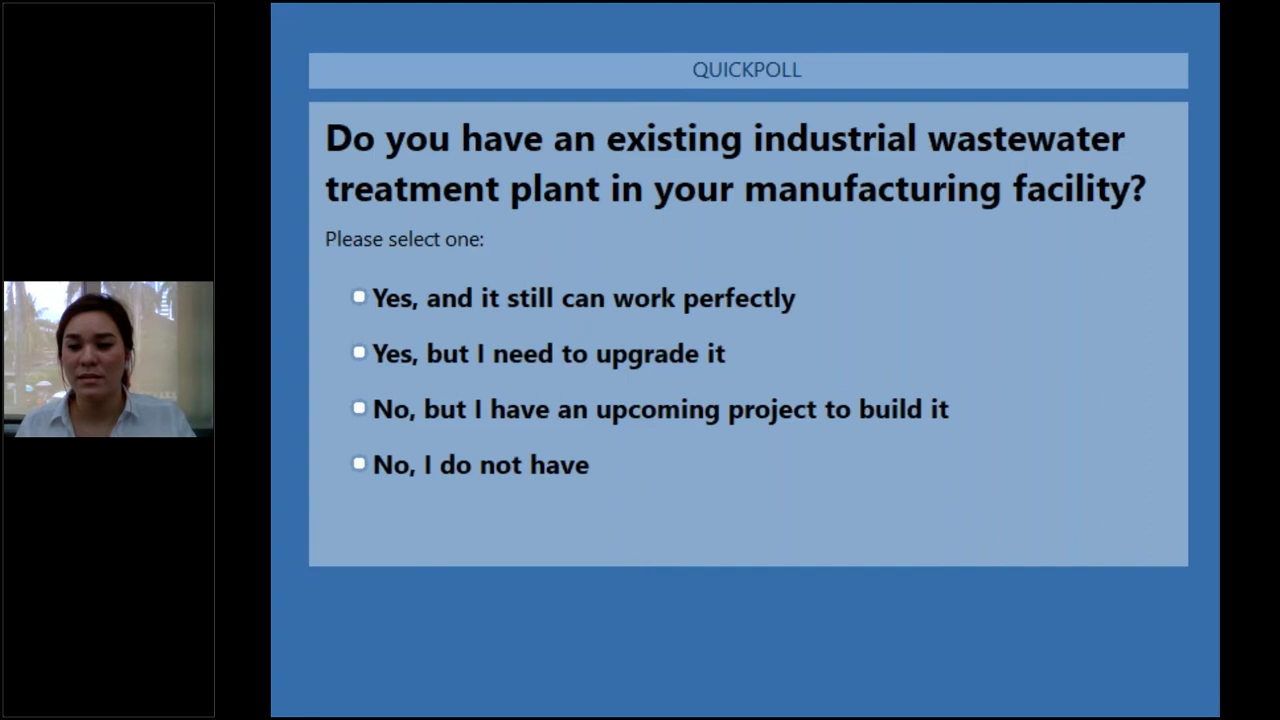 QUICKPOLL
Do you have an existing industrial wastewater
treatment plant in your manufacturing facility?
Please select one:
Yes, and it still can work perfectly
Yes, but I need to upgrade it
No, but I have an upcoming project to build it
No, I do not have